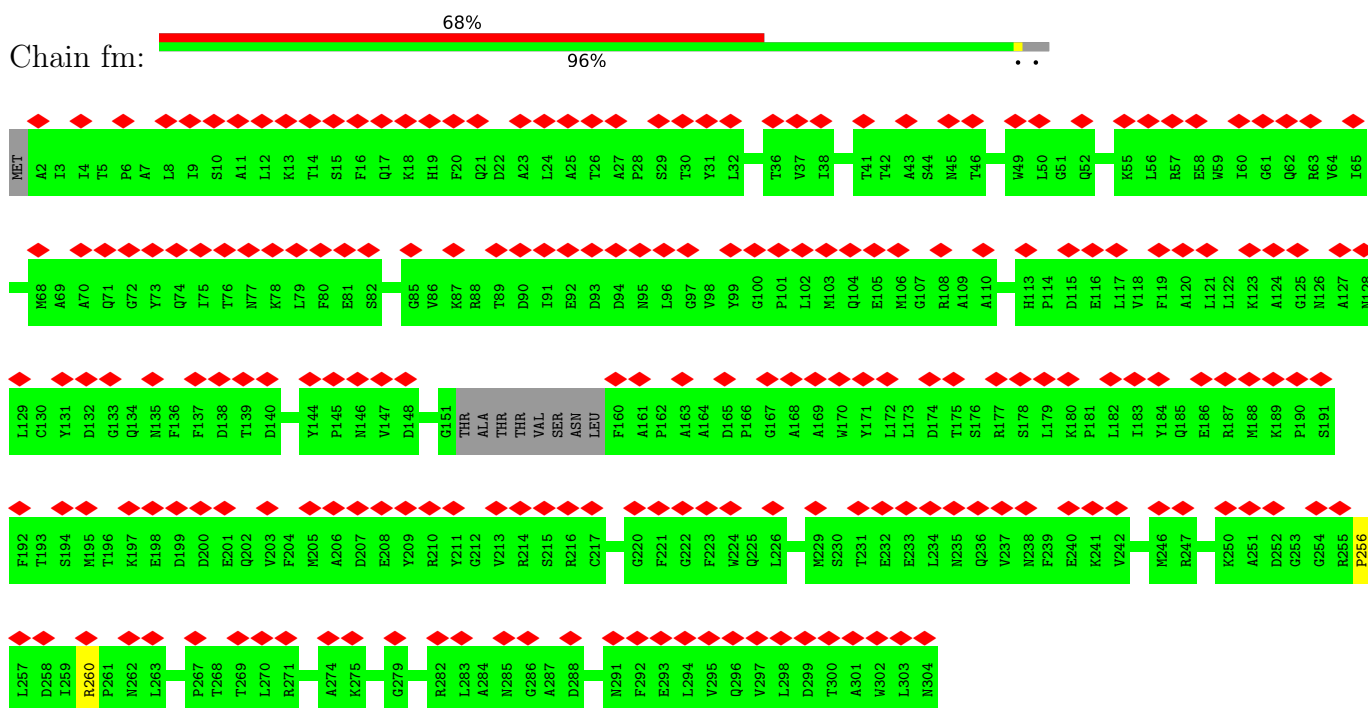 68%
Chain fm:
96%
• •
MET A2 I3 I4 T5 P6 A7 L8 I9 S10 A11 L12 K13 T14 S15 F16 Q17 K18 H19 F20 Q21 D22 A23 L24 A25 T26 A27 P28 S29 T30 Y31 L32 T36 V37 I38 T41 T42 A43 S44 N45 T46 W49 L50 G51 Q52 K55 L56 R57 E58 W59 I60 G61 Q62 R63 V64 I65
M68 A69 A70 Q71 G72 Y73 Q74 I75 T76 N77 K78 L79 F80 E81 S82 G85 V86 K87 R88 T89 D90 I91 E92 D93 D94 N95 L96 G97 V98 Y99 G100 P101 L102 M103 Q104 E105 M106 G107 R108 A109 A110 H113 P114 D115 E116 L117 V118 F119 A120 L121 L122 K123 A124 G125 N126 A127 N128
L129 C130 Y131 D132 G133 Q134 N135 F136 F137 D138 T139 D140 Y144 P145 N146 V147 D148 G151 THR ALA THR THR VAL SER ASN LEU F160 A161 P162 A163 A164 D165 P166 G167 A168 A169 W170 Y171 L172 L173 D174 T175 S176 R177 S178 L179 K180 P181 L182 I183 Y184 Q185 E186 R187 M188 K189 P190 S191
F192 T193 S194 M195 T196 K197 E198 D199 D200 E201 Q202 V203 F204 M205 A206 D207 E208 Y209 R210 Y211 G212 V213 R214 S215 R216 C217 G220 F221 G222 F223 W224 Q225 L226 M229 S230 T231 E232 E233 L234 N235 Q236 V237 N238 F239 E240 K241 V242 M246 R247 K250 A251 D252 G253 G254 R255 P256
L257 D258 I259 R260 P261 N262 L263 P267 T268 T269 L270 R271 A274 K275 G279 R282 L283 A284 N285 G286 A287 D288 N291 F292 E293 L294 V295 Q296 V297 L298 D299 T300 A301 W302 L303 N304